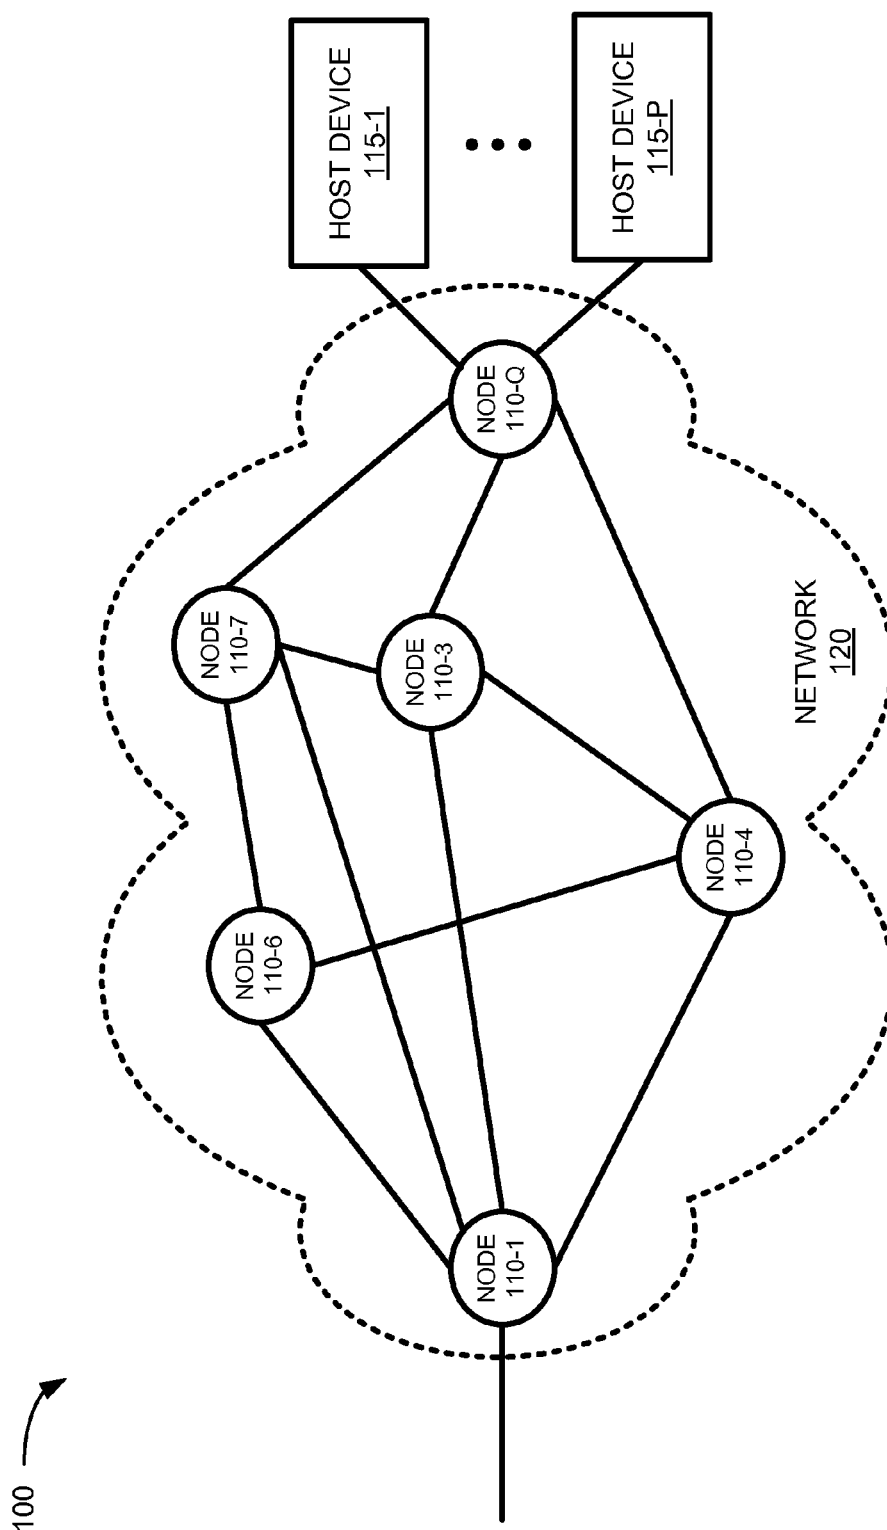 100
NODE
110-1
NODE
110-6
NODE
110-7
NODE
110-3
NODE
110-4
NODE
110-Q
NETWORK
120
HOST DEVICE
115-1
HOST DEVICE
115-P